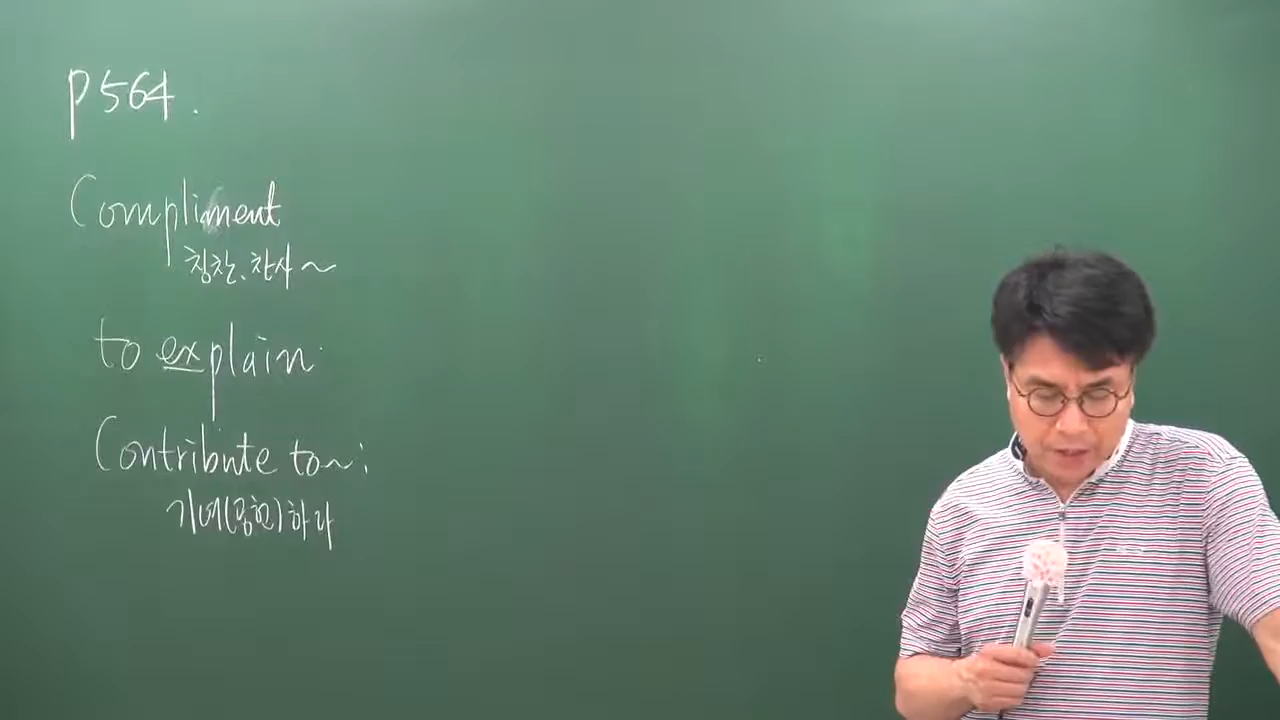 p564.
Compliment
칭찬、찬사~
to explain
Contribute to~;
기여(공헌)하다